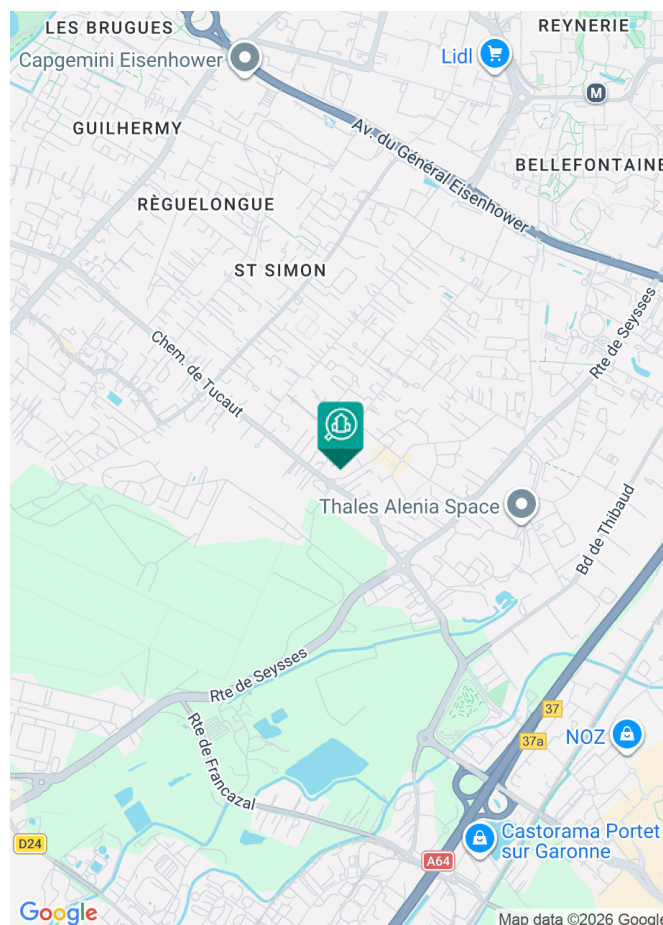 LES BRUGUES
REYNERIE
Capgemini Eisenhower
Lidl
M
GUILHERMY
Av. du Général Eisenhower
BELLEFONTAINE
RÈGUELONGUE
ST SIMON
Rte de Seysses
Chem. de Tucaut
Thales Alenia Space
Bd de Thibaud
Rte de Seysses
37
Rte de Francazal
37a
NOZ
D24
Castorama Portet
sur Garonne
A64
Google
Map data ©2026 Google